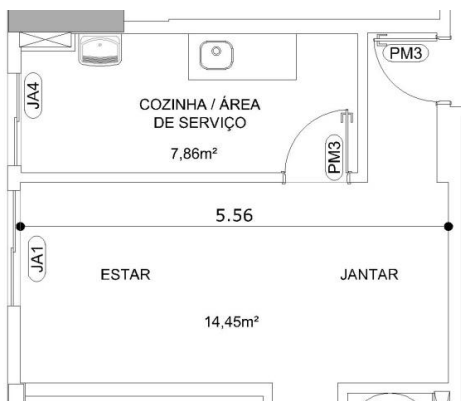 PM3
JA4
COZINHA / ÁREA
DE SERVIÇO
7,86m²
PM3
5.56
JA1
ESTAR
JANTAR
14,45m²